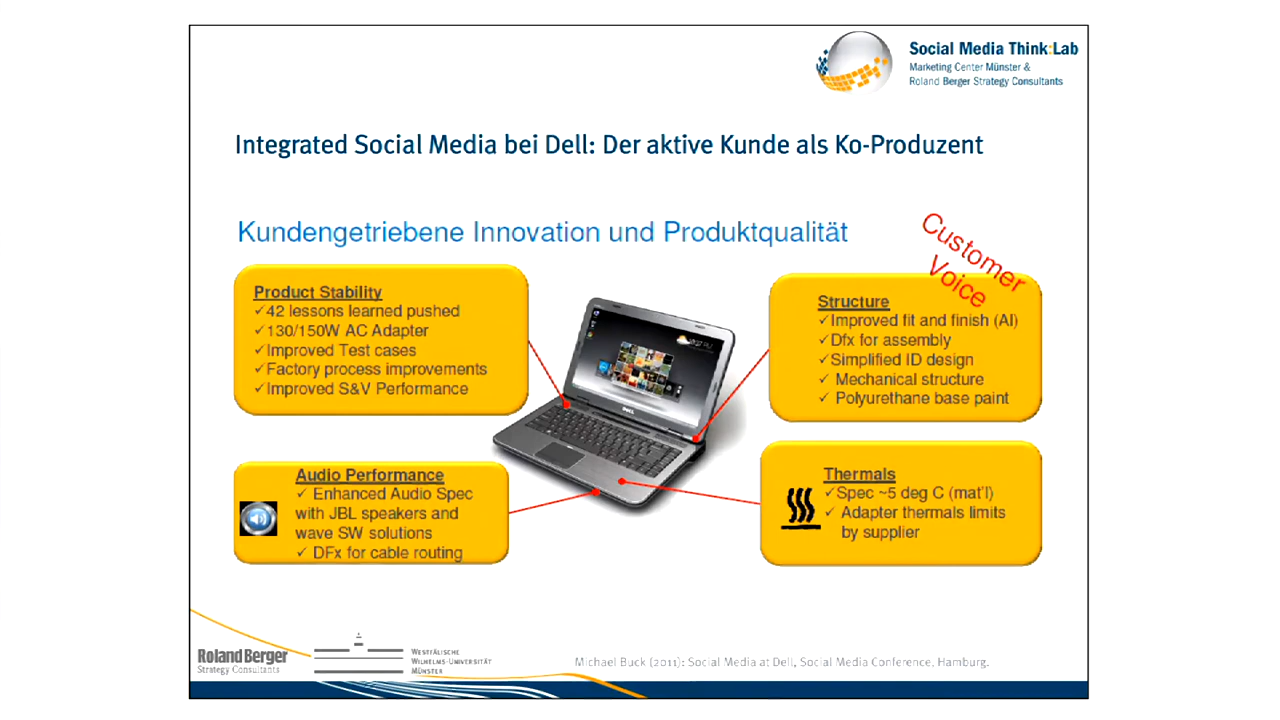 Social Media Think:Lab
Marketing Center Münster &
Roland Berger Strategy Consultants
Integrated Social Media bei Dell: Der aktive Kunde als Ko-Produzent
Kundengetriebene Innovation und Produktqualität
Customer
Voice
Product Stability
✓42 lessons learned pushed
✓130/150W AC Adapter
✓Improved Test cases
✓Factory process improvements
✓Improved S&V Performance
Structure
✓Improved fit and finish (AI)
✓Dfx for assembly
✓Simplified ID design
✓ Mechanical structure
✓ Polyurethane base paint
DELL
Audio Performance
✓ Enhanced Audio Spec
with JBL speakers and
wave SW solutions
✓ DFx for cable routing
Thermals
✓Spec ~5 deg C (mat'l)
✓ Adapter thermals limits
by supplier
Roland Berger
Strategy Consultants
Westfälische
Wilhelms-Universität
Münster
Michael Buck (2011): Social Media at Dell, Social Media Conference, Hamburg.